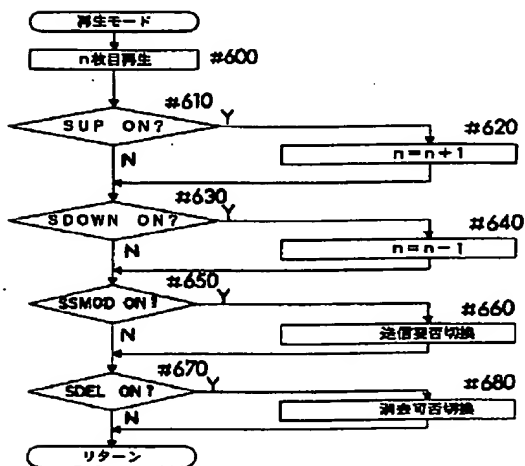 再生モード
n枚目再生 #600
#610
SUP ON? Y
#620
n=n+1
N
#630
SDOWN ON? Y
#640
n=n-1
N
#650
SSMOD ON? Y
#660
送信要否切換
N
#670
SDEL ON? Y
#680
消去可否切換
N
リターン